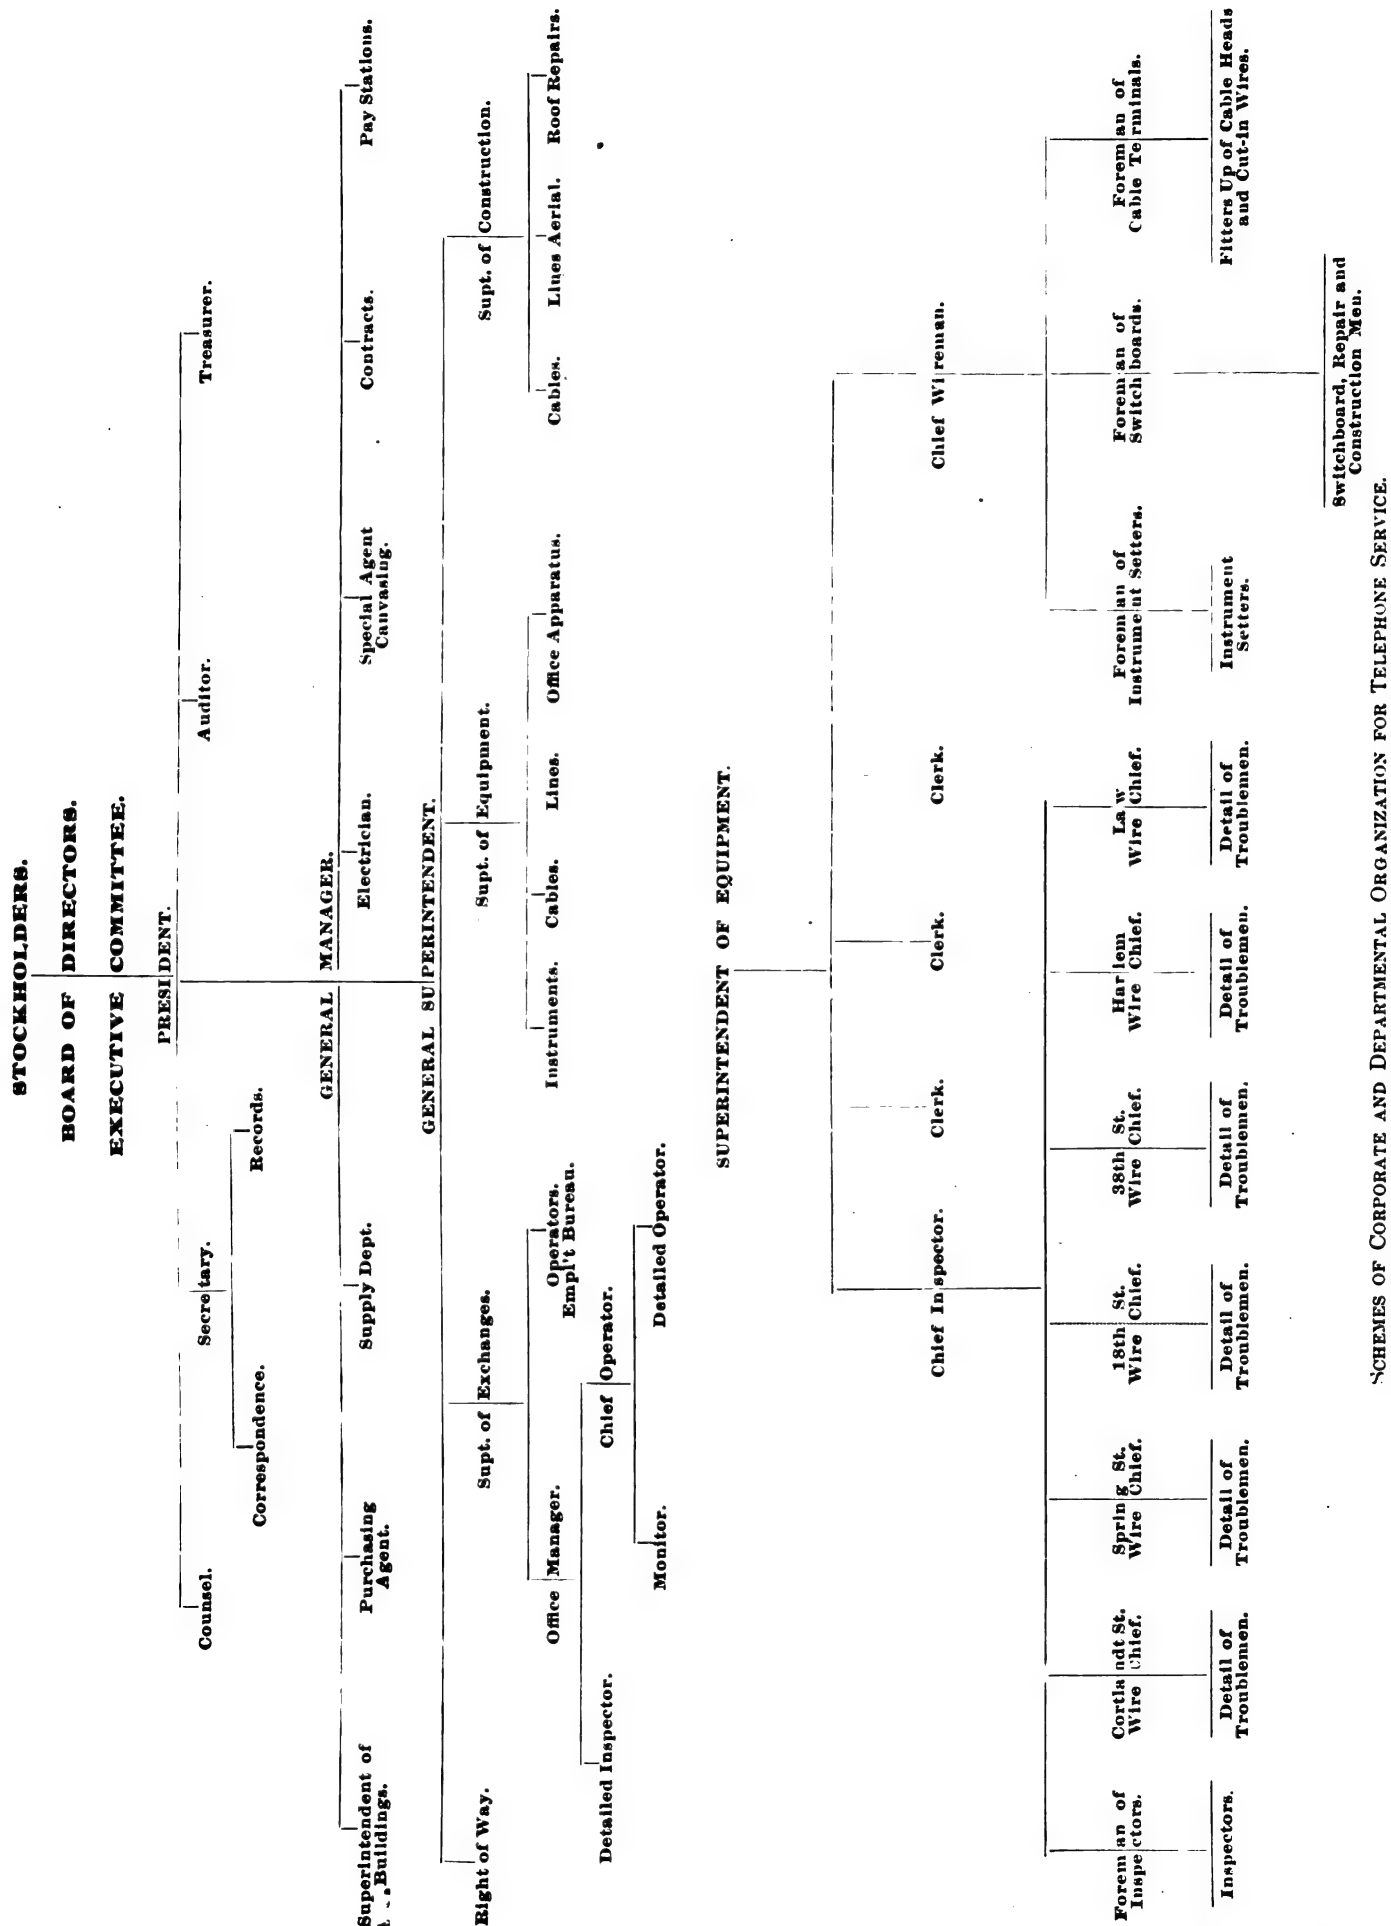 STOCKHOLDERS.
BOARD OF DIRECTORS.
EXECUTIVE COMMITTEE.
PRESIDENT.
Counsel. Secretary. Auditor. Treasurer.
Correspondence. Records.
GENERAL MANAGER.
Superintendent of Buildings.
Purchasing
Agent.
Supply Dept.
Electrician.
Special Agent
Canvasing.
Contracts.
Pay Stations.
GENERAL SUPERINTENDENT.
Right of Way. Supt. of Exchanges. Supt. of Equipment. Supt. of Construction.
Office Manager.
Operators.
Empl't Bureau.
Instruments. Cables. Lines. Office Apparatus.
Cables. Lines Aerial. Roof Repairs.
Detailed Inspector. Chief Operator.
Monitor. Detailed Operator.
SUPERINTENDENT OF EQUIPMENT.
Chief Inspector. Clerk. Clerk. Clerk. Chief Wireman.
Foreman of
Inspectors.
Cortlandt St.
Wire Chief.
Spring St.
Wire Chief.
18th St.
Wire Chief.
38th St.
Wire Chief.
Harlem
Wire Chief.
Law
Wire Chief.
Foreman of
Instrument Setters.
Foreman of
Switchboards.
Foreman of
Cable Terminals.
Inspectors.
Detail of
Troublemen.
Detail of
Troublemen.
Detail of
Troublemen.
Detail of
Troublemen.
Detail of
Troublemen.
Detail of
Troublemen.
Instrument
Setters.
Fitters Up of Cable Heads
and Cut-in Wires.
Switchboard, Repair and
Construction Men.
SCHEMES OF CORPORATE AND DEPARTMENTAL ORGANIZATION FOR TELEPHONE SERVICE.